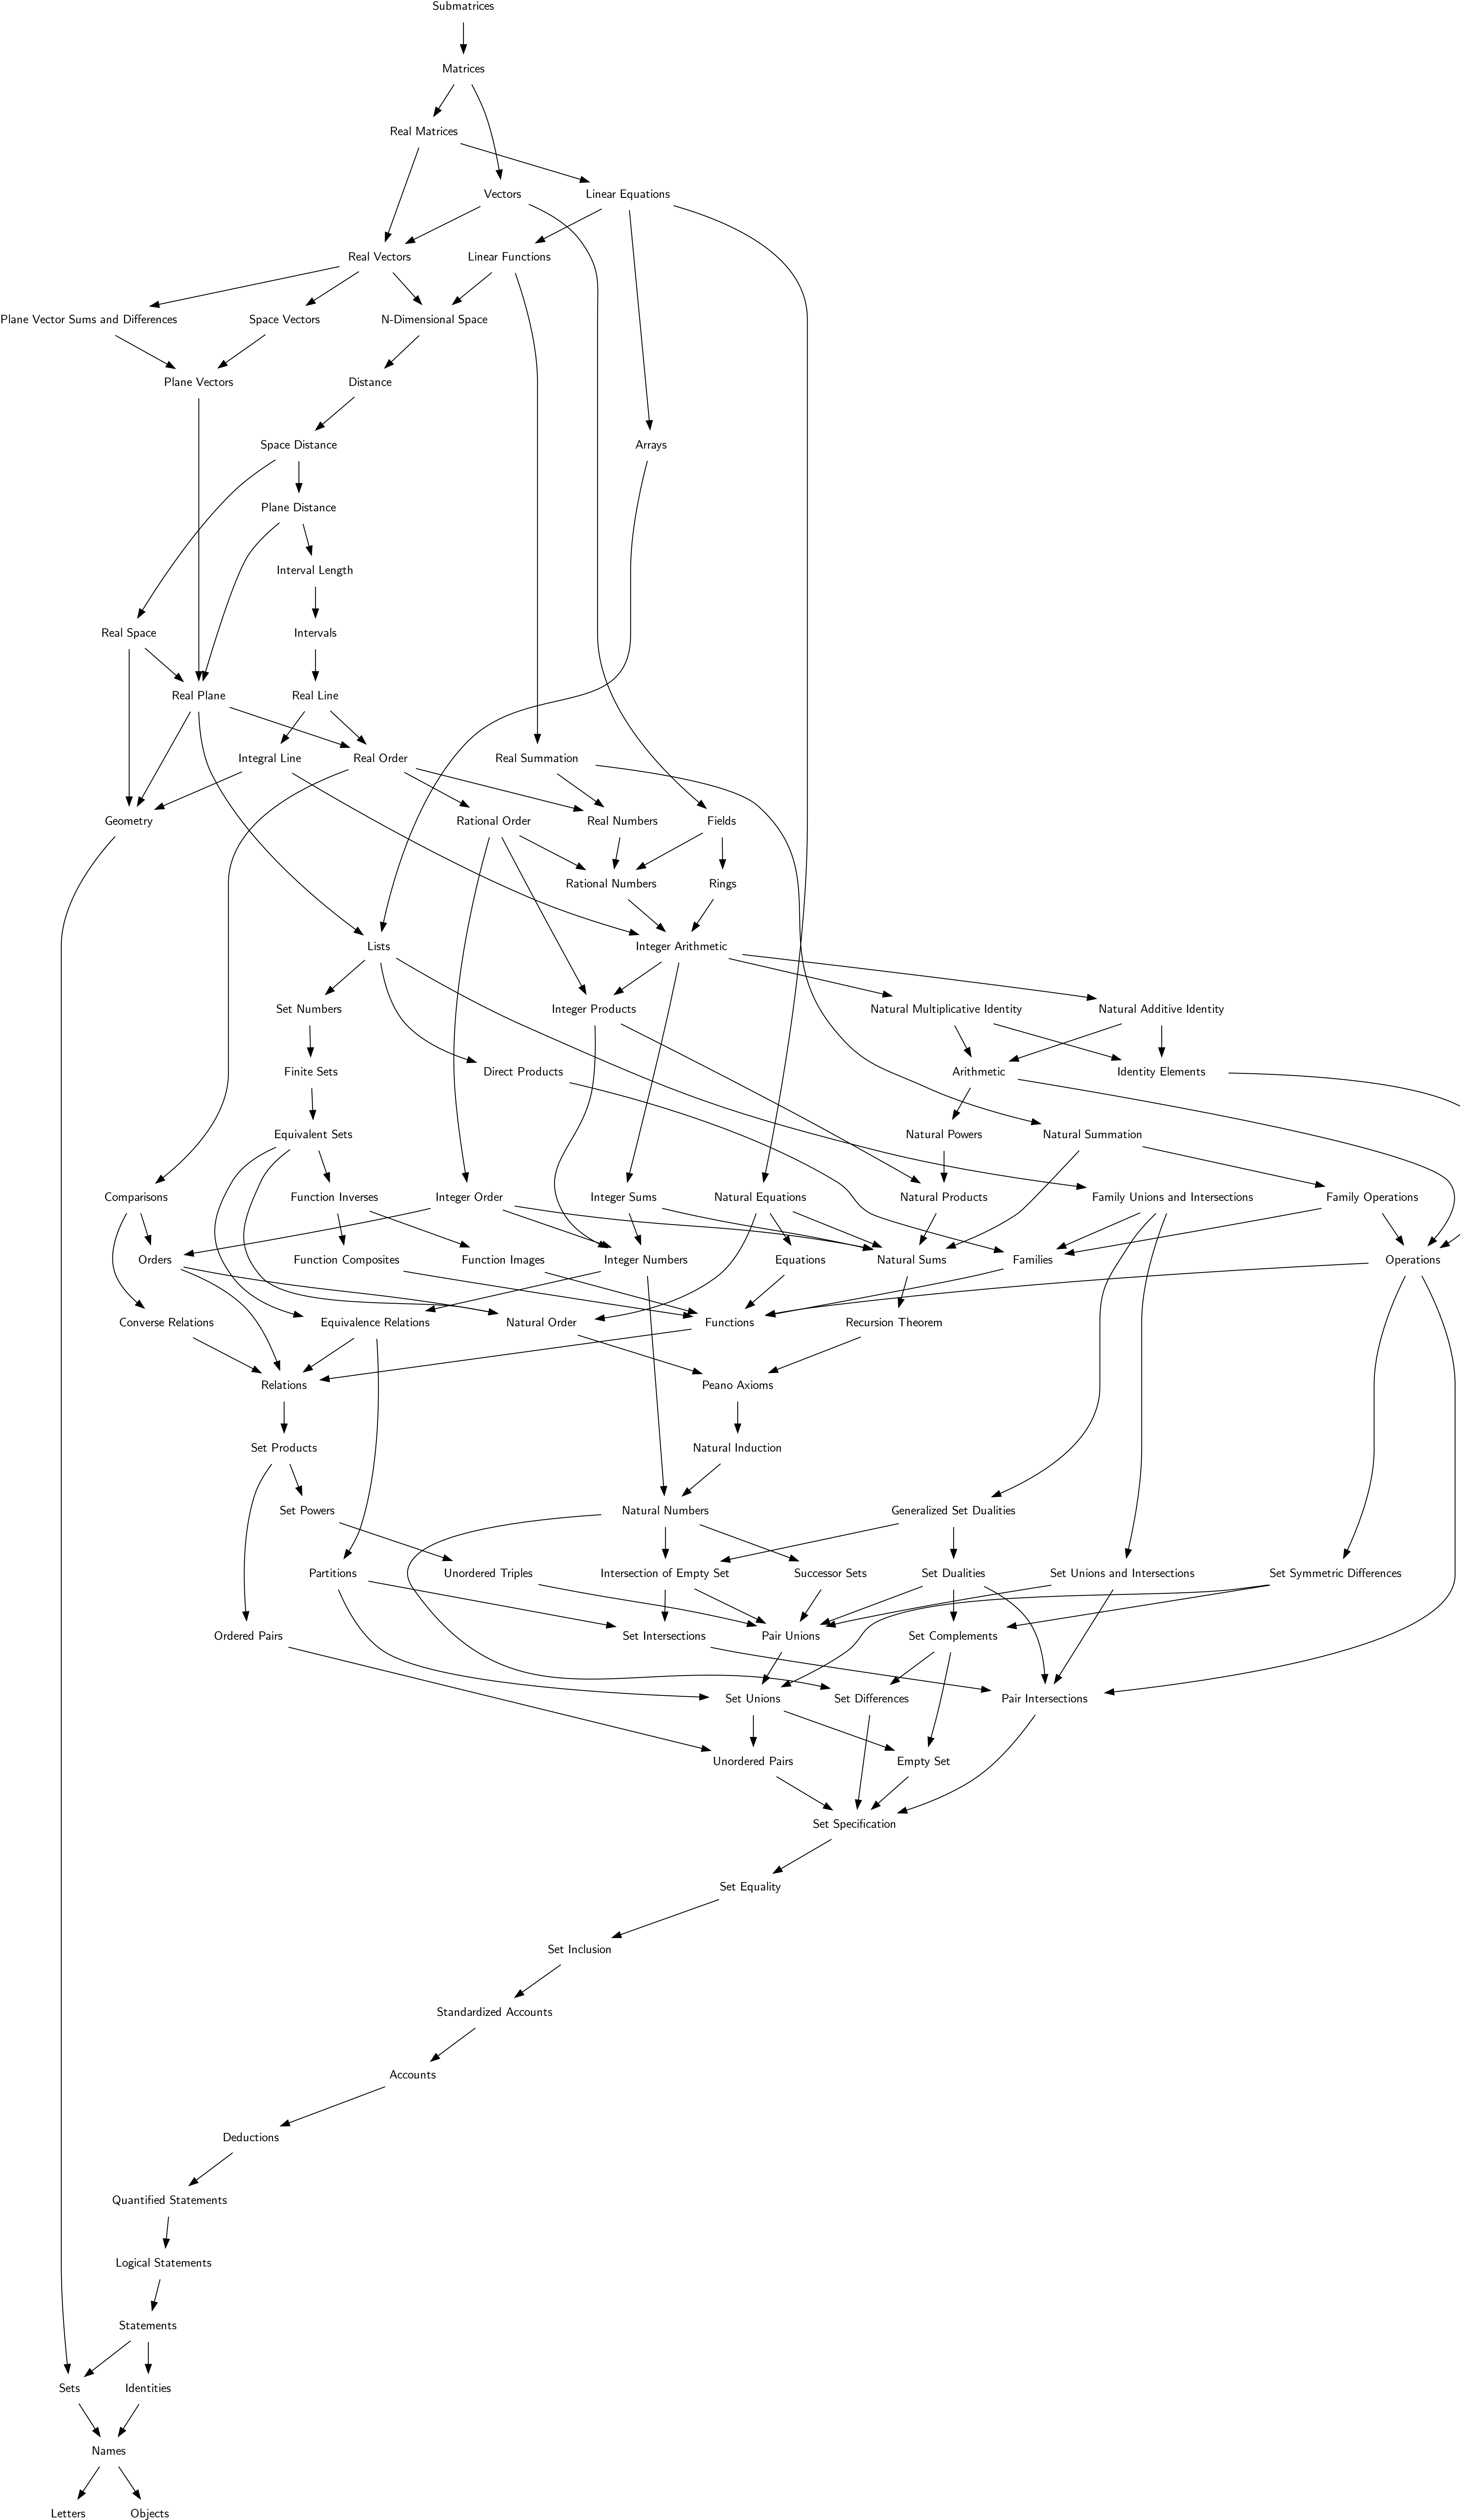 Submatrices
Matrices
Real Matrices
Vectors
Linear Equations
Real Vectors
Linear Functions
Plane Vector Sums and Differences
Space Vectors
N-Dimensional Space
Plane Vectors
Distance
Space Distance
Arrays
Plane Distance
Interval Length
Real Space
Intervals
Real Plane
Real Line
Integral Line
Real Order
Real Summation
Geometry
Rational Order
Real Numbers
Fields
Rational Numbers
Rings
Lists
Integer Arithmetic
Set Numbers
Integer Products
Natural Multiplicative Identity
Natural Additive Identity
Finite Sets
Direct Products
Arithmetic
Identity Elements
Equivalent Sets
Natural Powers
Natural Summation
Comparisons
Function Inverses
Integer Order
Integer Sums
Natural Equations
Natural Products
Family Unions and Intersections
Family Operations
Orders
Function Composites
Function Images
Integer Numbers
Equations
Natural Sums
Families
Operations
Converse Relations
Equivalence Relations
Natural Order
Functions
Recursion Theorem
Relations
Peano Axioms
Set Products
Natural Induction
Set Powers
Natural Numbers
Generalized Set Dualities
Partitions
Unordered Triples
Intersection of Empty Set
Successor Sets
Set Dualities
Set Unions and Intersections
Set Symmetric Differences
Ordered Pairs
Set Intersections
Pair Unions
Set Complements
Set Unions
Set Differences
Pair Intersections
Unordered Pairs
Empty Set
Set Specification
Set Equality
Set Inclusion
Standardized Accounts
Accounts
Deductions
Quantified Statements
Logical Statements
Statements
Sets
Identities
Names
Letters
Objects